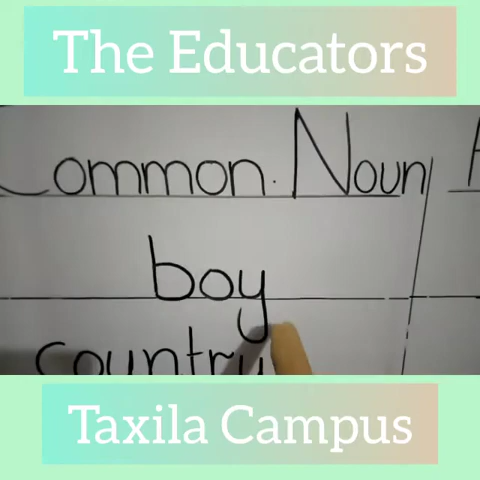 The Educators
Common. Noun
boy
country
Taxila Campus